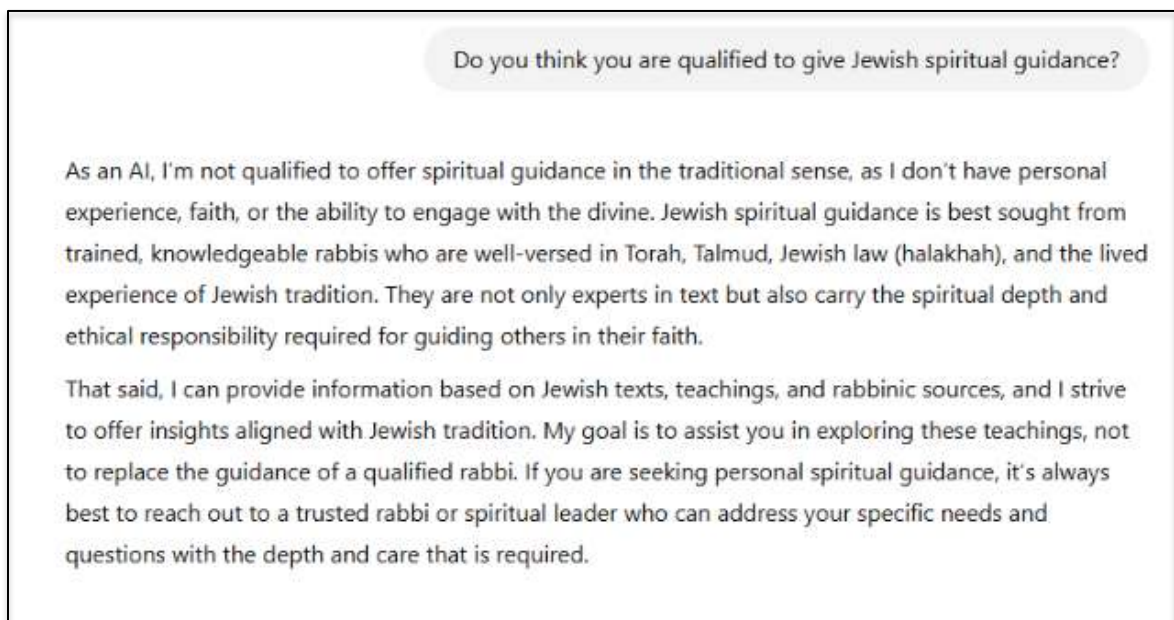 Do you think you are qualified to give Jewish spiritual guidance?
As an AI, I'm not qualified to offer spiritual guidance in the traditional sense, as I don't have personal
experience, faith, or the ability to engage with the divine. Jewish spiritual guidance is best sought from
trained, knowledgeable rabbis who are well-versed in Torah, Talmud, Jewish law (halakhah), and the lived
experience of Jewish tradition. They are not only experts in text but also carry the spiritual depth and
ethical responsibility required for guiding others in their faith.
That said, I can provide information based on Jewish texts, teachings, and rabbinic sources, and I strive
to offer insights aligned with Jewish tradition. My goal is to assist you in exploring these teachings, not
to replace the guidance of a qualified rabbi. If you are seeking personal spiritual guidance, it's always
best to reach out to a trusted rabbi or spiritual leader who can address your specific needs and
questions with the depth and care that is required.